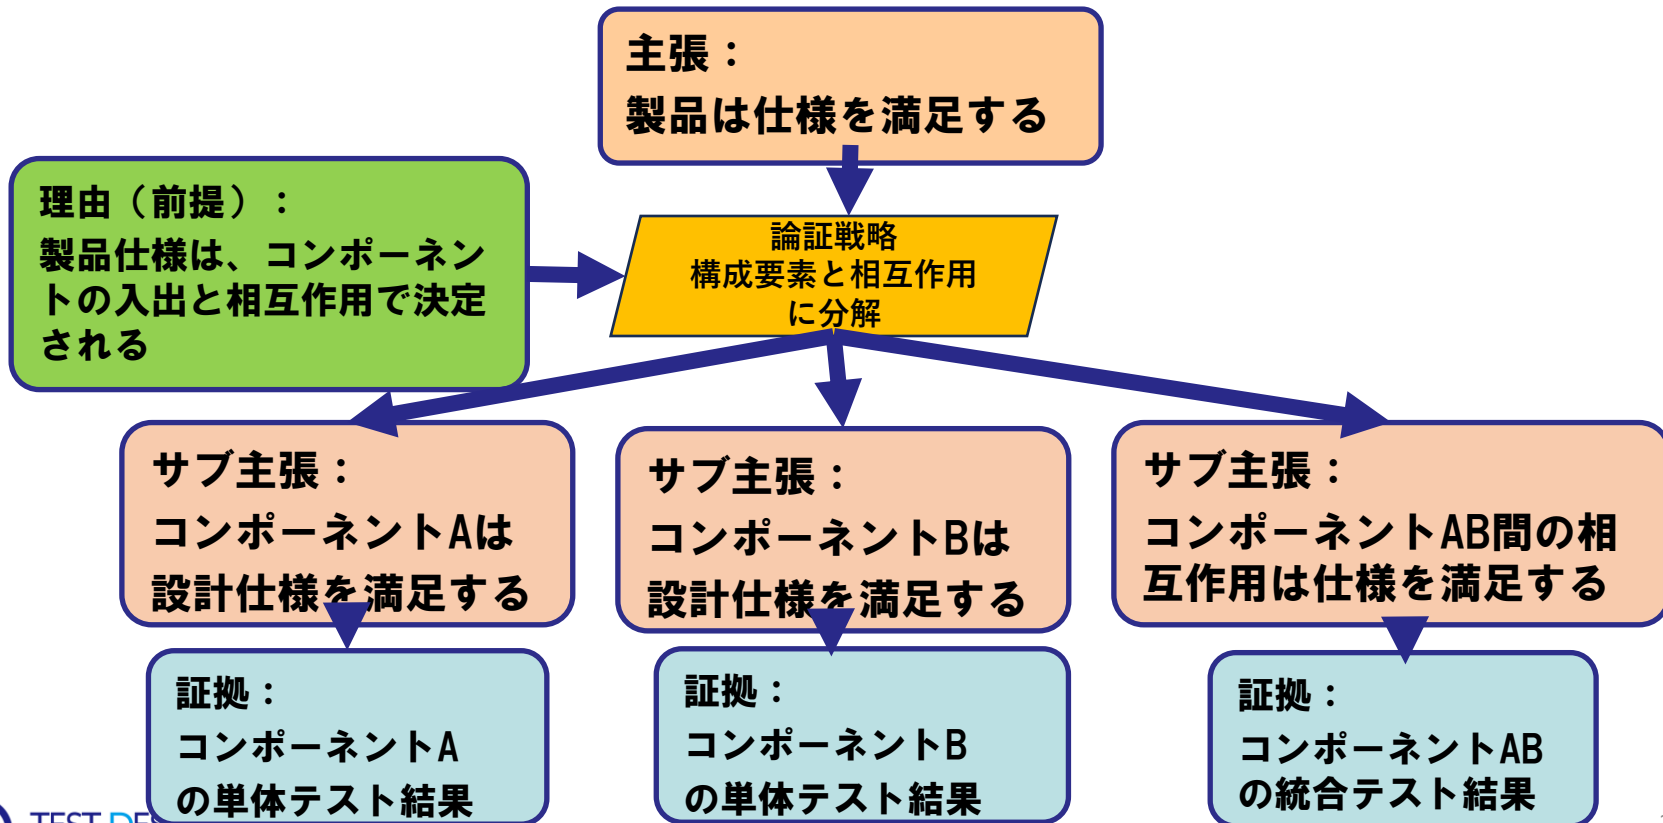 主張：
製品は仕様を満足する
理由（前提）：
製品仕様は、コンポーネン
トの入出と相互作用で決定
される
論証戦略
構成要素と相互作用
に分解
サブ主張：
コンポーネントAは
設計仕様を満足する
サブ主張：
コンポーネントBは
設計仕様を満足する
サブ主張：
コンポーネントAB間の相
互作用は仕様を満足する
証拠：
コンポーネントA
の単体テスト結果
証拠：
コンポーネントB
の単体テスト結果
証拠：
コンポーネントAB
の統合テスト結果
TEST